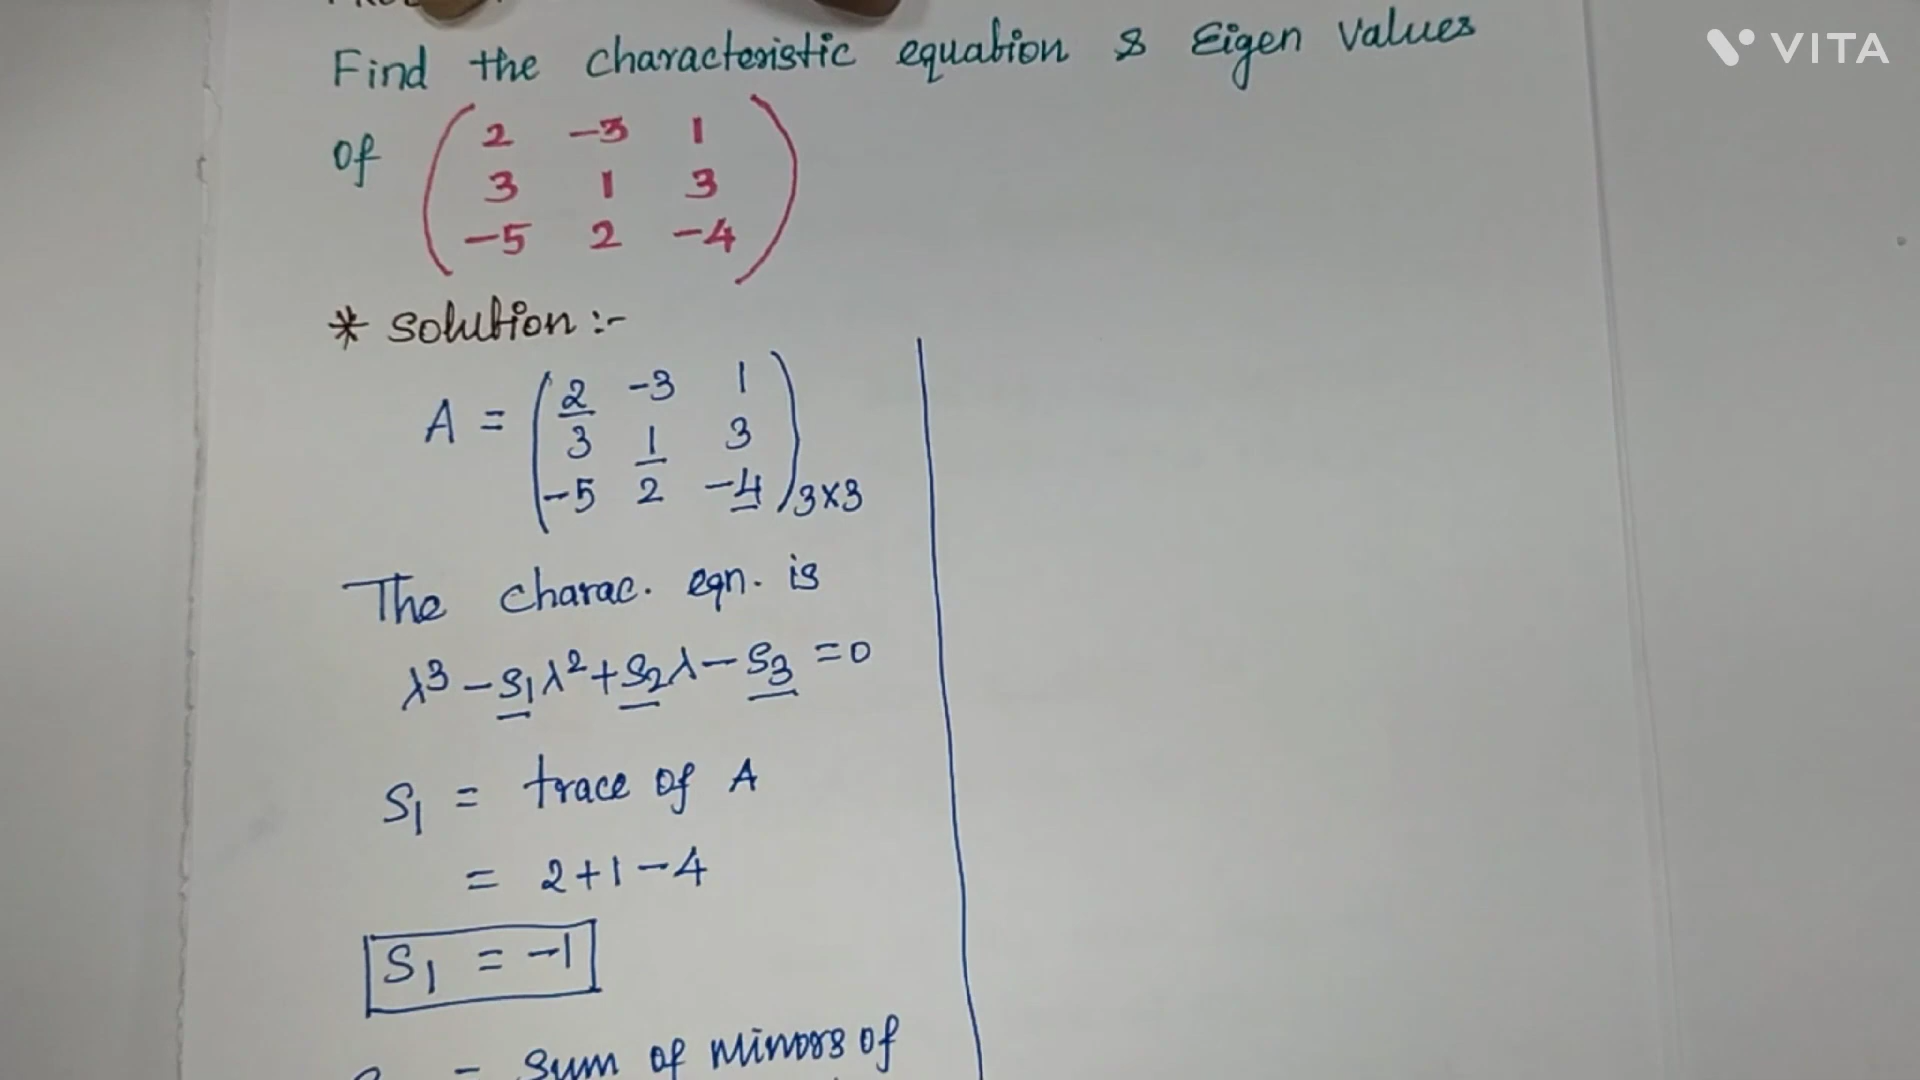 VITA
Find the characteristic equation & Eigen values
of ( 2 -3 1
3 1 3
-5 2 -4 )
* Solution :-
A = ( 2 -3 1
3 1 3
-5 2 -4 ) 3×3
The charac. eqn. is
λ³ - S₁λ² + S₂λ - S₃ = 0
S₁ = trace of A
= 2+1-4
S₁ = -1
= Sum of minors of